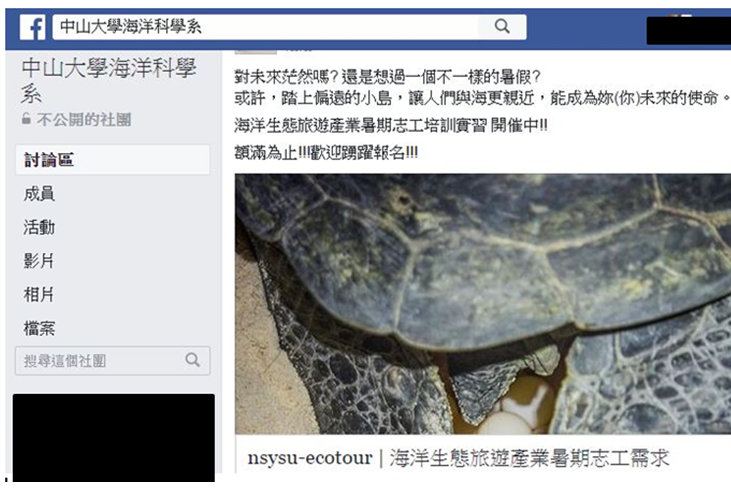 中山大學海洋科學系
中山大學海洋科學
系
不公開的社團
討論區
成員
活動
影片
相片
檔案
搜尋這個社團
對未來茫然嗎? 還是想過一個不一樣的暑假?
或許，踏上偏遠的小島，讓人們與海更親近，能成為妳(你)未來的使命。
海洋生態旅遊產業暑期志工培訓實習 開催中!!
額滿為止!!!歡迎踴躍報名!!!
nsysu-ecotour | 海洋生態旅遊產業暑期志工需求